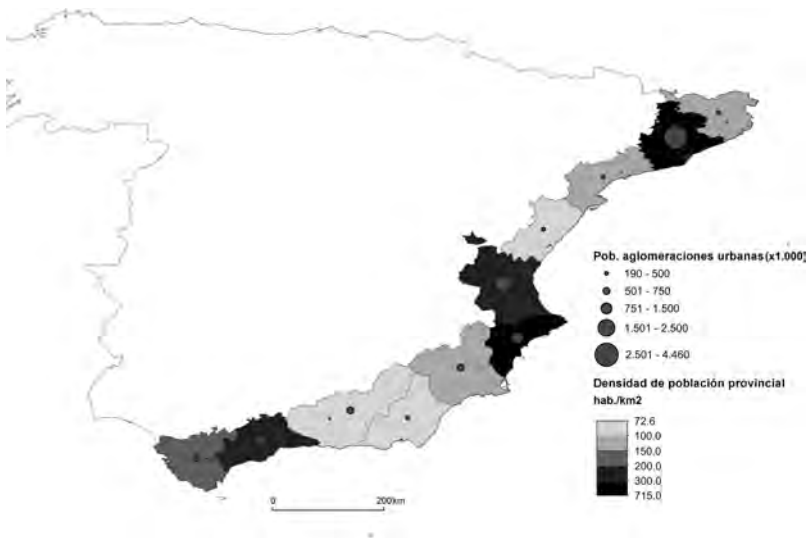 Pob. aglomeraciones urbanas(x1.000)
190 - 500
501 - 750
751 - 1.500
1.501 - 2.500
2.501 - 4.460
Densidad de población provincial
hab./km2
72.6
100.0
150.0
200.0
300.0
715.0
0 200km